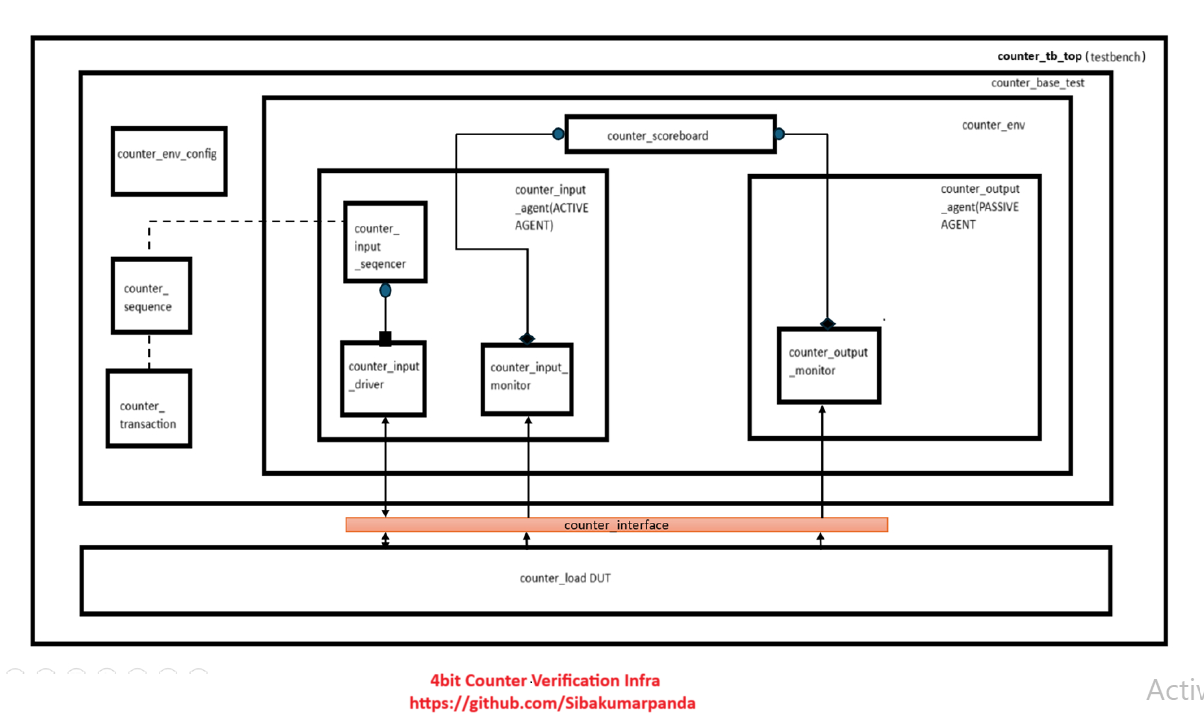 counter_tb_top (testbench)
counter_base_test
counter_env
counter_scoreboard
counter_env_config
counter_input
_agent(ACTIVE
AGENT)
counter_output
_agent(PASSIVE
AGENT
counter_
input
_seqencer
counter_
sequence
counter_input
_driver
counter_input_
monitor
counter_output
_monitor
counter_
transaction
counter_interface
counter_load DUT
4bit Counter Verification Infra
https://github.com/Sibakumarpanda
Activ